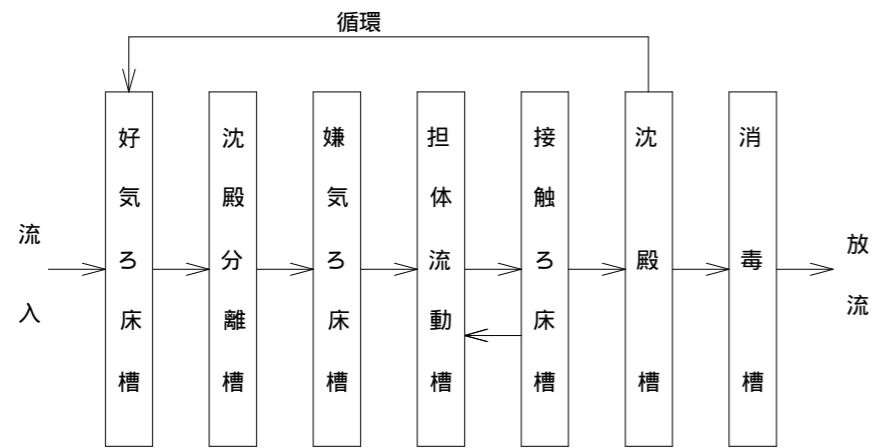 循環
流入
好気ろ床槽
沈殿分離槽
嫌気ろ床槽
担体流動槽
接触ろ床槽
沈殿槽
消毒槽
放流